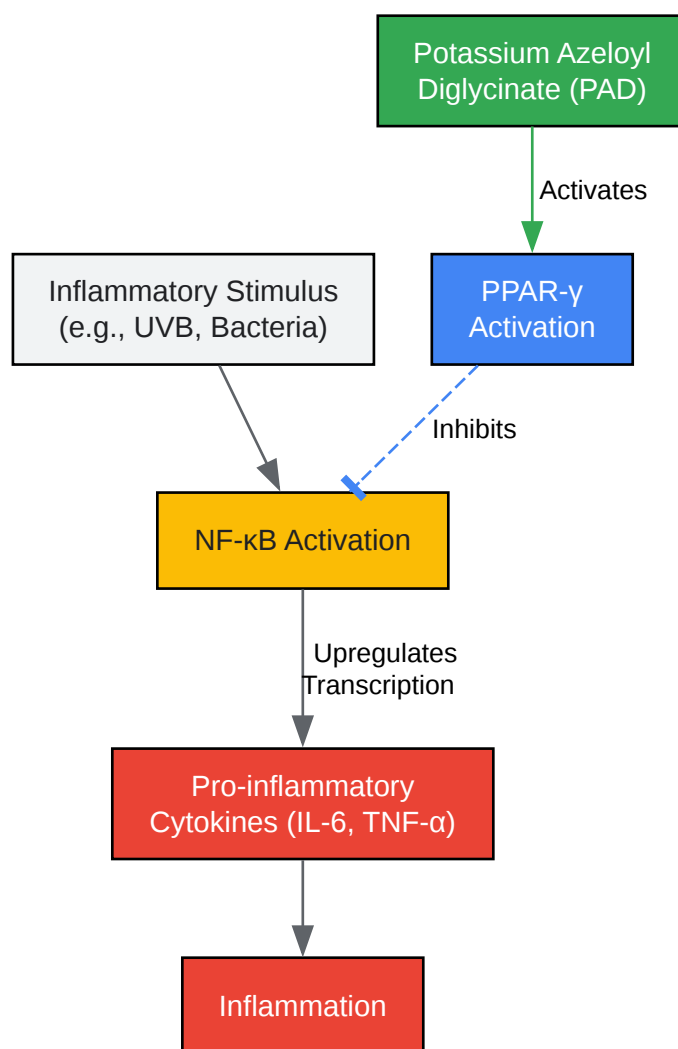 Potassium Azeloyl
Diglycinate (PAD)
Activates
Inflammatory Stimulus
(e.g., UVB, Bacteria)
PPAR-γ
Activation
Inhibits
NF-κB Activation
Upregulates
Transcription
Pro-inflammatory
Cytokines (IL-6, TNF-α)
Inflammation